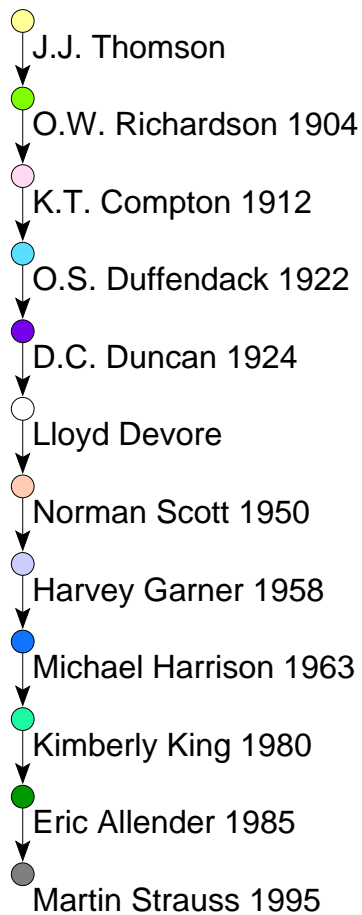 J.J. Thomson
O.W. Richardson 1904
K.T. Compton 1912
O.S. Duffendack 1922
D.C. Duncan 1924
Lloyd Devore
Norman Scott 1950
Harvey Garner 1958
Michael Harrison 1963
Kimberly King 1980
Eric Allender 1985
Martin Strauss 1995